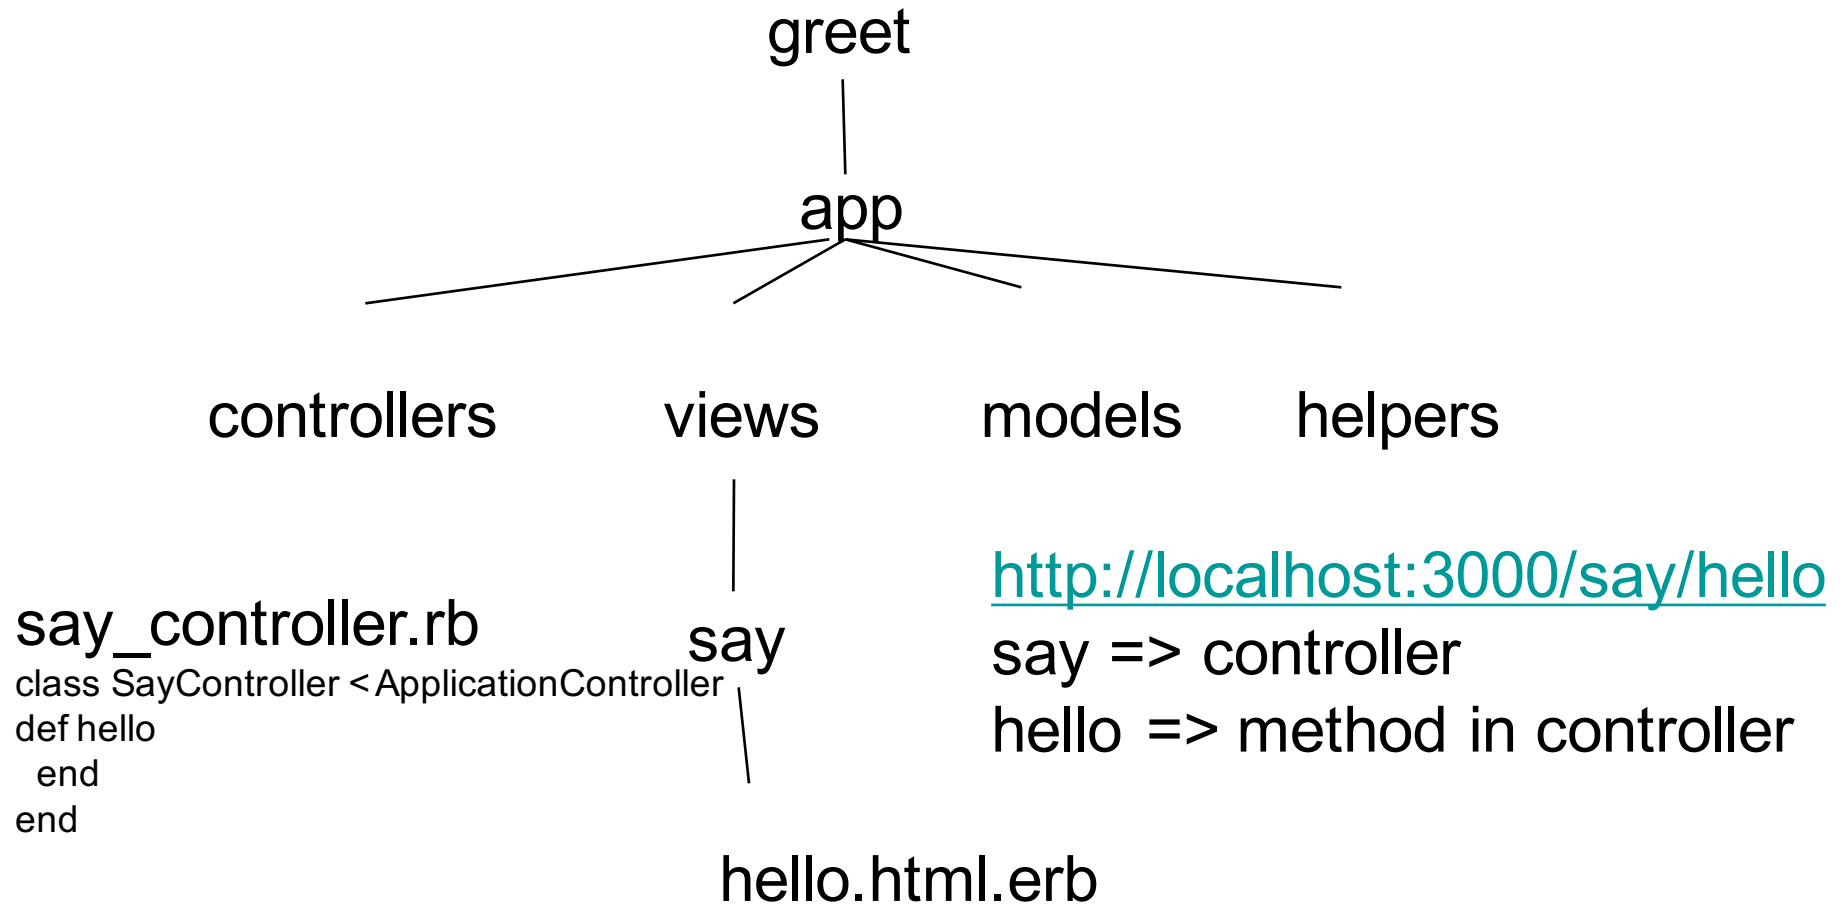 greet
app
controllers views models helpers
say_controller.rb
class SayController < ApplicationController
def hello
end
end
say
hello.html.erb
http://localhost:3000/say/hello
say => controller
hello => method in controller